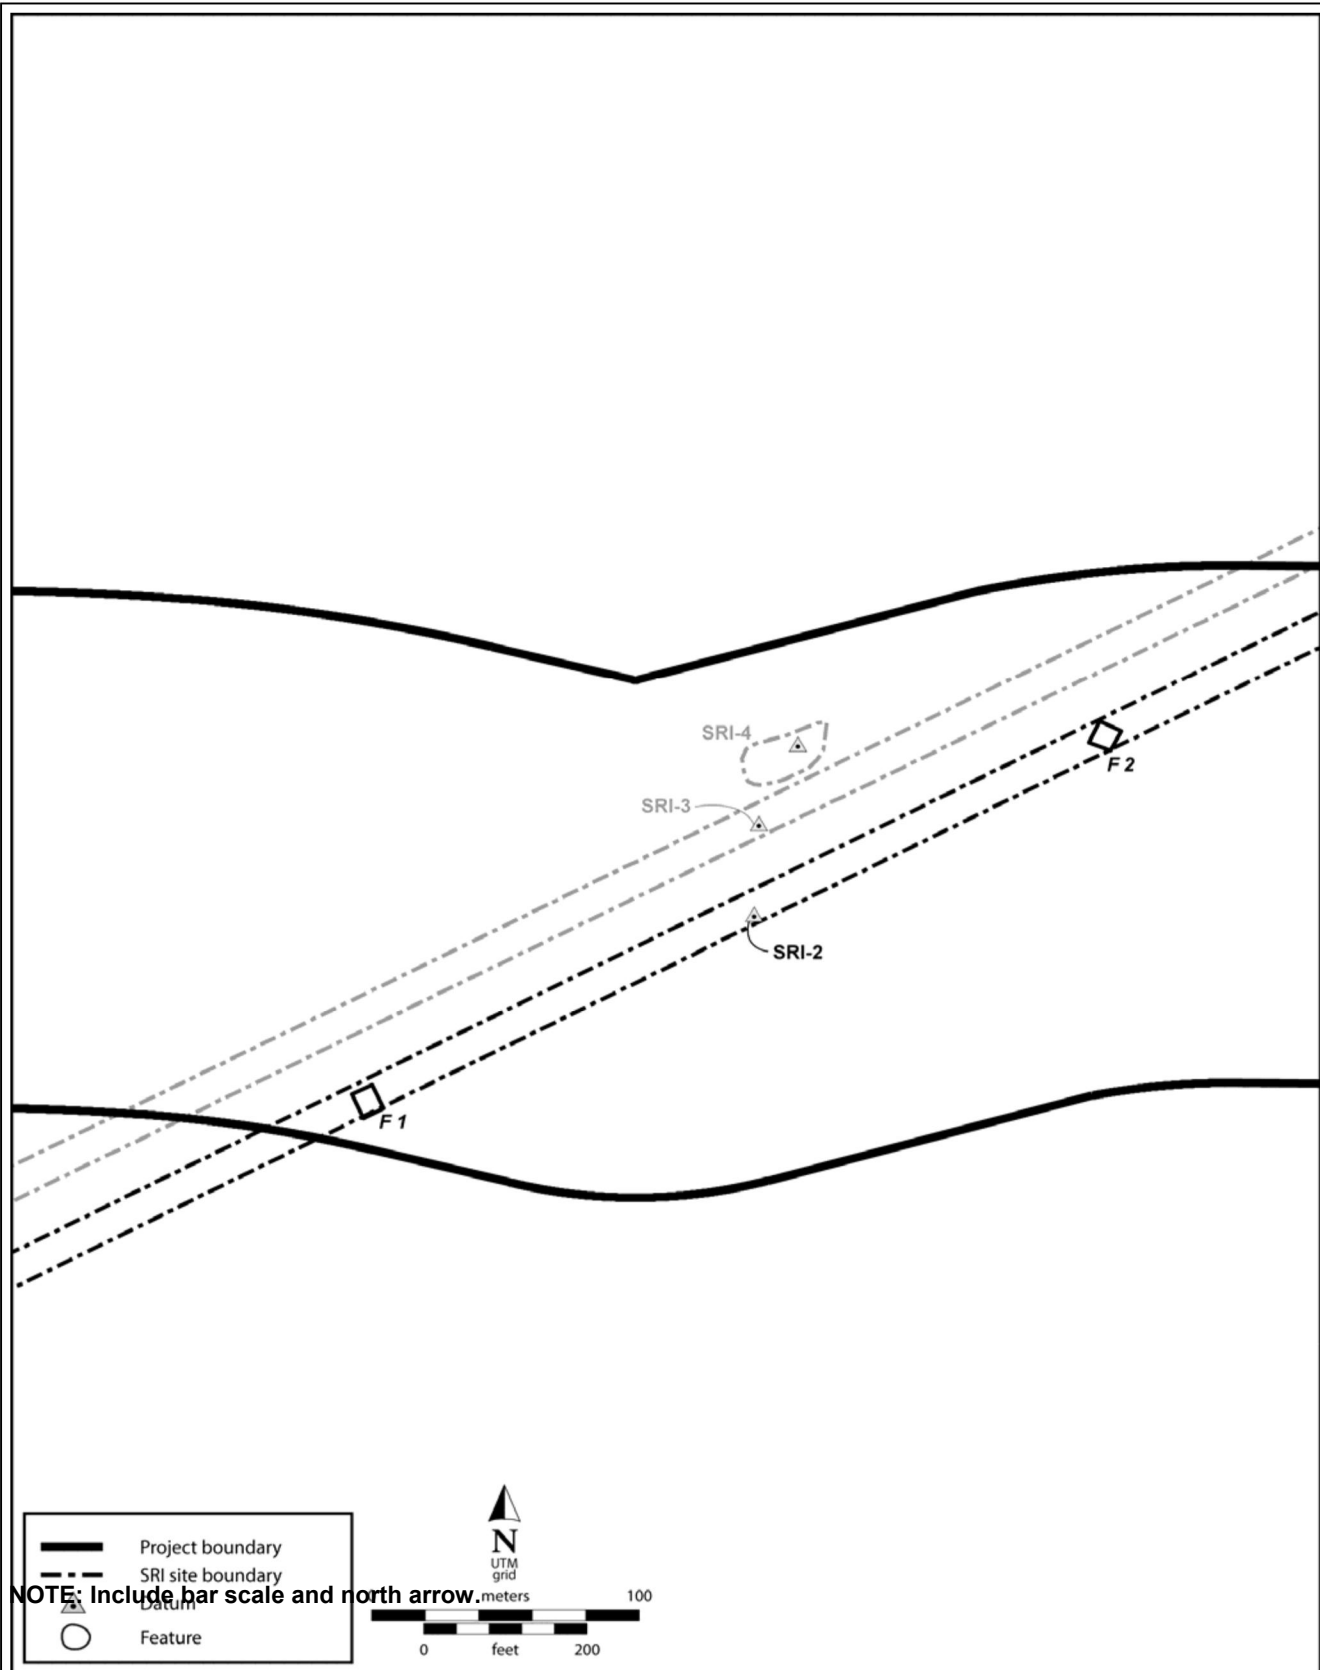 SRI-4
F 2
SRI-3
SRI-2
F 1
Project boundary
SRI site boundary
NOTE: Include bar scale and north arrow.
Datum
Feature
N
UTM
grid
0 meters 100
0 feet 200